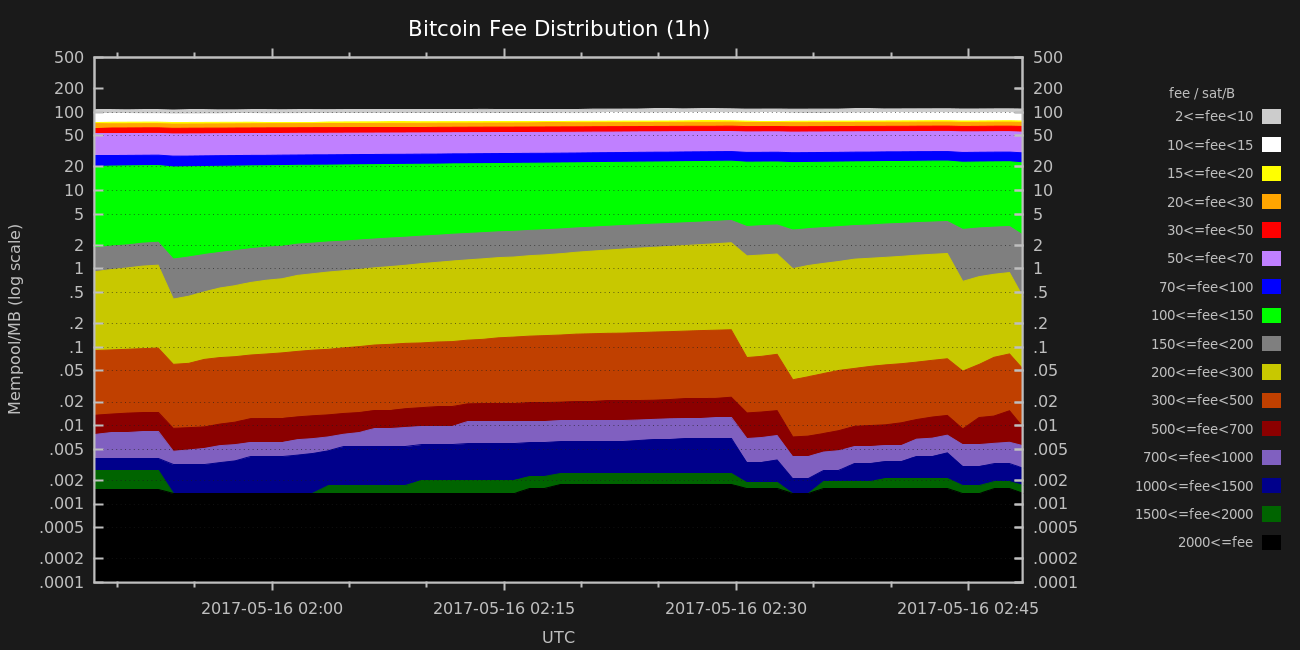 Bitcoin Fee Distribution (1h)
Mempool/MB (log scale)
500
200
100
50
20
10
5
2
1
.5
.2
.1
.05
.02
.01
.005
.002
.001
.0005
.0002
.0001
500
200
100
50
20
10
5
2
1
.5
.2
.1
.05
.02
.01
.005
.002
.001
.0005
.0002
.0001
2017-05-16 02:00 2017-05-16 02:15 2017-05-16 02:30 2017-05-16 02:45
UTC
fee / sat/B
2<=fee<10
10<=fee<15
15<=fee<20
20<=fee<30
30<=fee<50
50<=fee<70
70<=fee<100
100<=fee<150
150<=fee<200
200<=fee<300
300<=fee<500
500<=fee<700
700<=fee<1000
1000<=fee<1500
1500<=fee<2000
2000<=fee